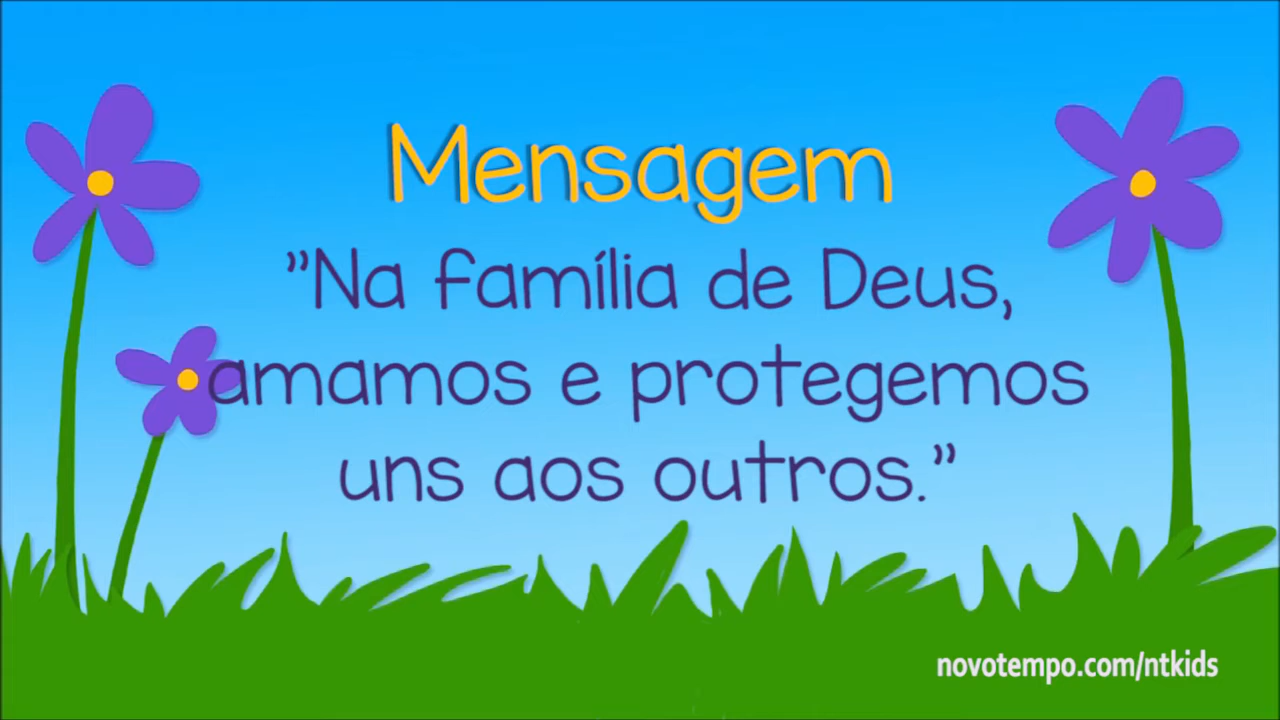 Mensagem
”Na família de Deus,
amamos e protegemos
uns aos outros.”
novotempo.com/ntkids